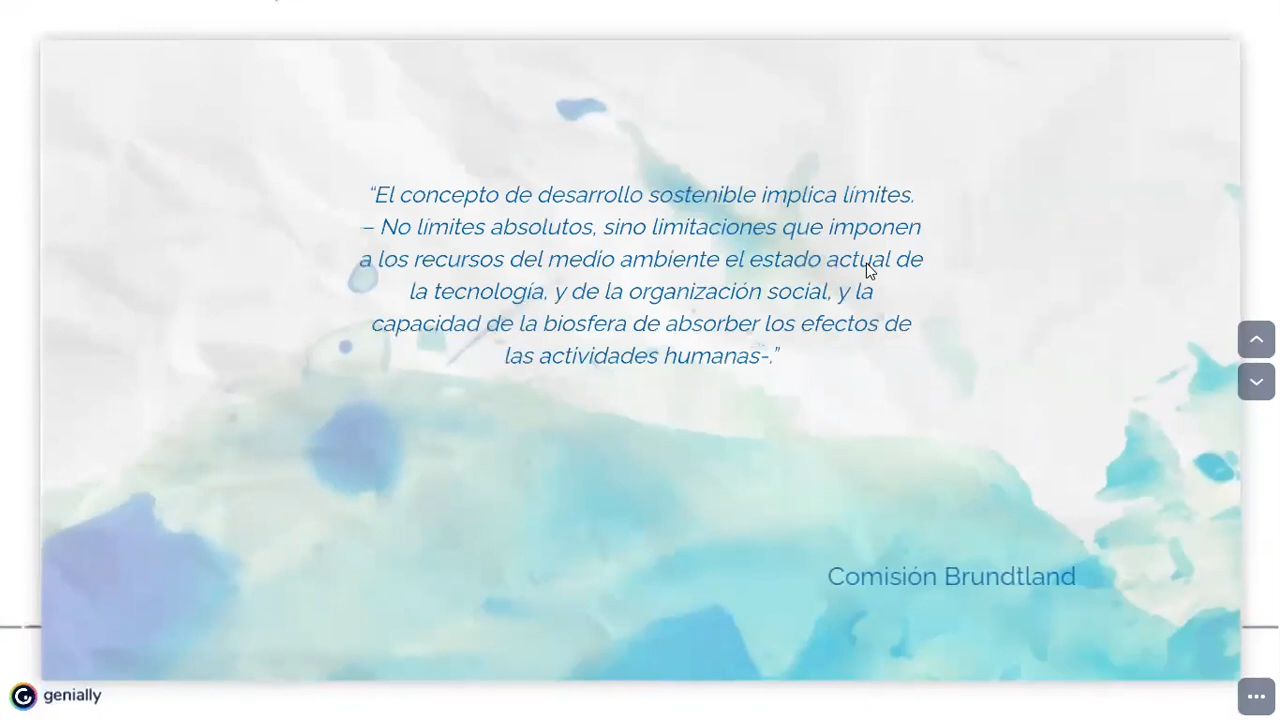 “El concepto de desarrollo sostenible implica límites.
– No límites absolutos, sino limitaciones que imponen
a los recursos del medio ambiente el estado actual de
la tecnología, y de la organización social, y la
capacidad de la biosfera de absorber los efectos de
las actividades humanas-.”
Comisión Brundtland
genially